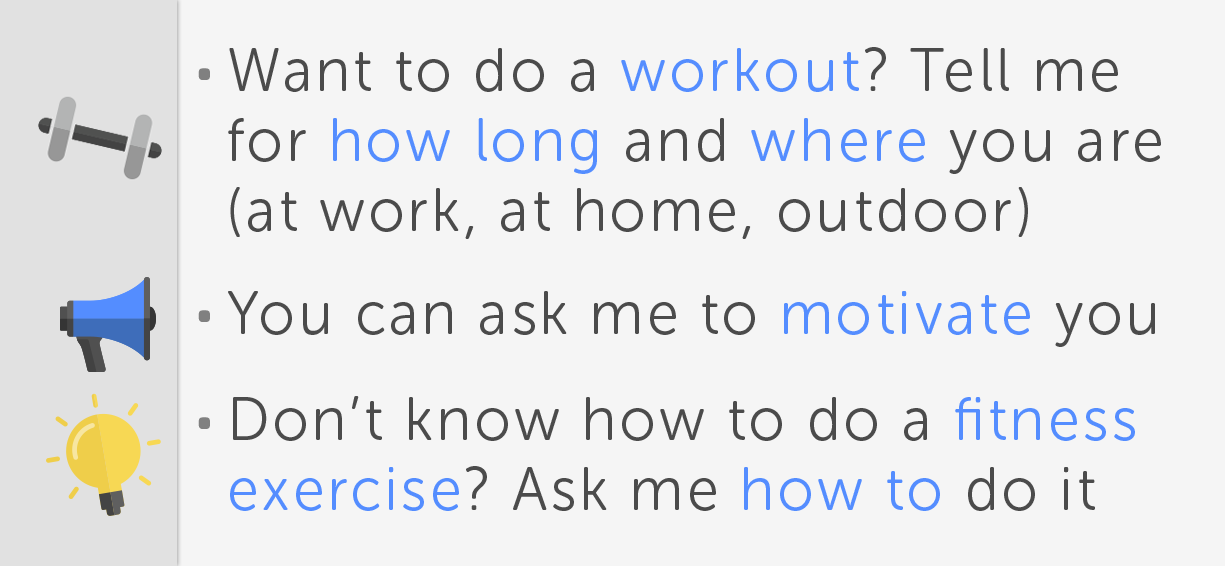 • Want to do a workout? Tell me
for how long and where you are
(at work, at home, outdoor)
• You can ask me to motivate you
• Don’t know how to do a fitness
exercise? Ask me how to do it